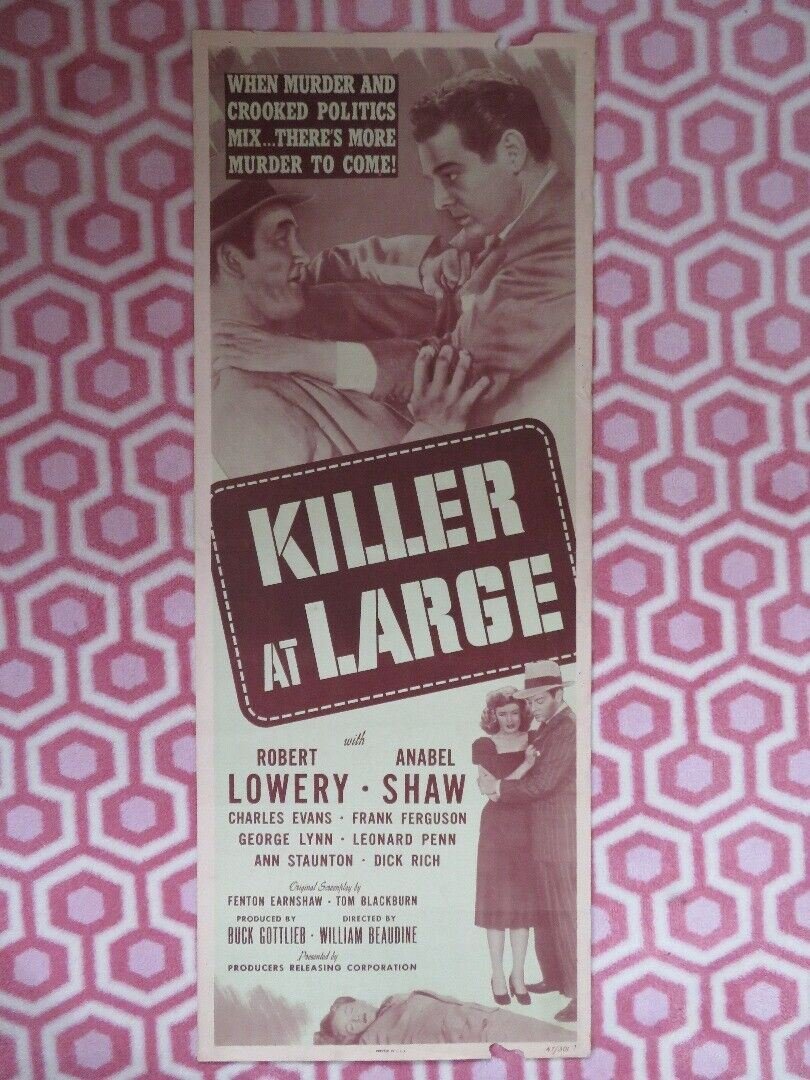 WHEN MURDER AND
CROOKED POLITICS
MIX...THERE'S MORE
MURDER TO COME!
KILLER
AT LARGE
with
ROBERT ANABEL
LOWERY · SHAW
CHARLES EVANS · FRANK FERGUSON
GEORGE LYNN · LEONARD PENN
ANN STAUNTON · DICK RICH
Original Screenplay by
FENTON EARNSHAW · TOM BLACKBURN
PRODUCED BY DIRECTED BY
BUCK GOTTLIEB · WILLIAM BEAUDINE
Presented by
PRODUCERS RELEASING CORPORATION